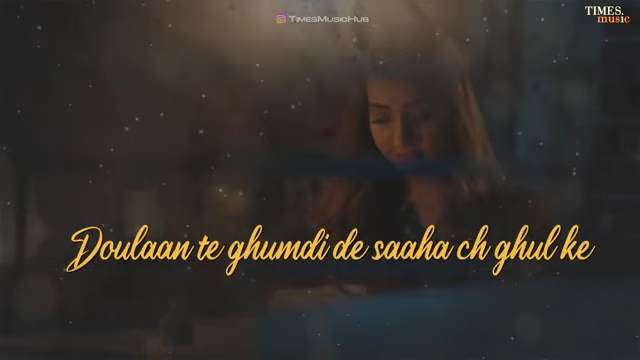 TimesMusicHub
TIMES.
music
Doulaan te ghumdi de saaha ch ghul ke